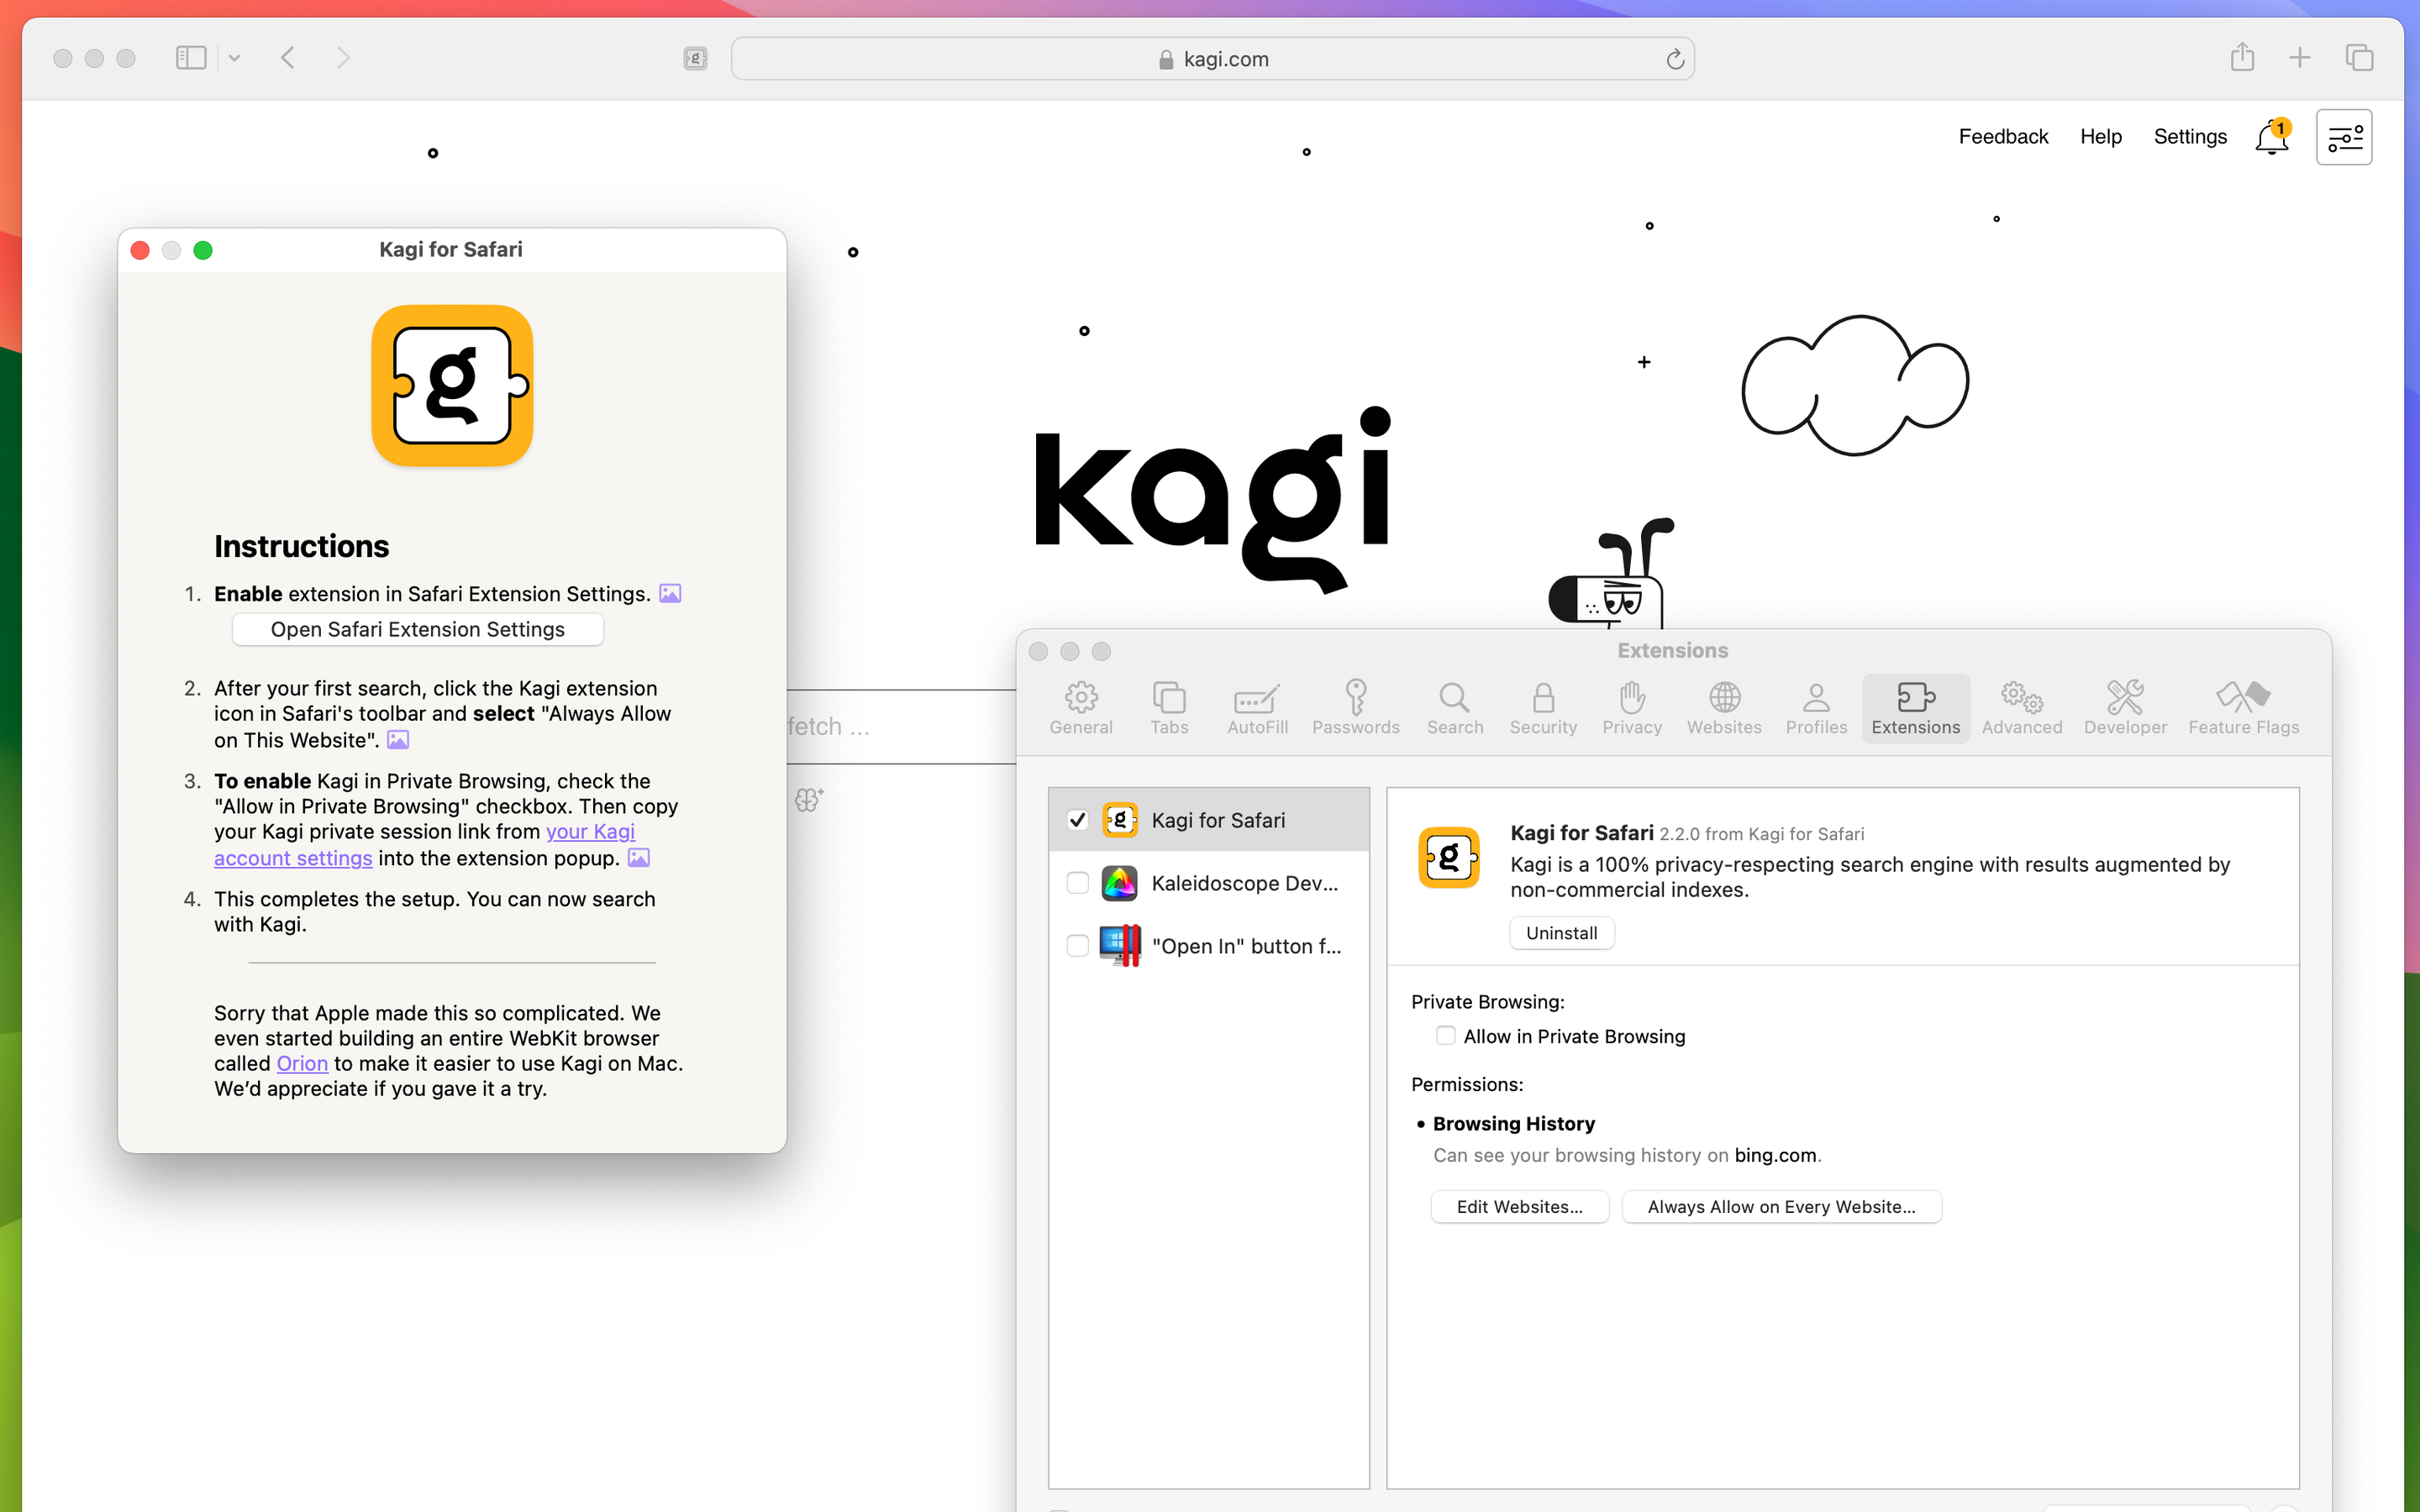 kagi.com
Feedback Help Settings 1
Kagi for Safari
g
Instructions
1. Enable extension in Safari Extension Settings.
Open Safari Extension Settings
2. After your first search, click the Kagi extension
icon in Safari's toolbar and select "Always Allow
on This Website".
3. To enable Kagi in Private Browsing, check the
"Allow in Private Browsing" checkbox. Then copy
your Kagi private session link from your Kagi
account settings into the extension popup.
4. This completes the setup. You can now search
with Kagi.
Sorry that Apple made this so complicated. We
even started building an entire WebKit browser
called Orion to make it easier to use Kagi on Mac.
We’d appreciate if you gave it a try.
kagi
fetch ...
Extensions
General Tabs AutoFill Passwords Search Security Privacy Websites Profiles Extensions Advanced Developer Feature Flags
Kagi for Safari
Kaleidoscope Dev...
"Open In" button f...
Kagi for Safari 2.2.0 from Kagi for Safari
Kagi is a 100% privacy-respecting search engine with results augmented by
non-commercial indexes.
Uninstall
Private Browsing:
Allow in Private Browsing
Permissions:
• Browsing History
Can see your browsing history on bing.com.
Edit Websites...
Always Allow on Every Website...